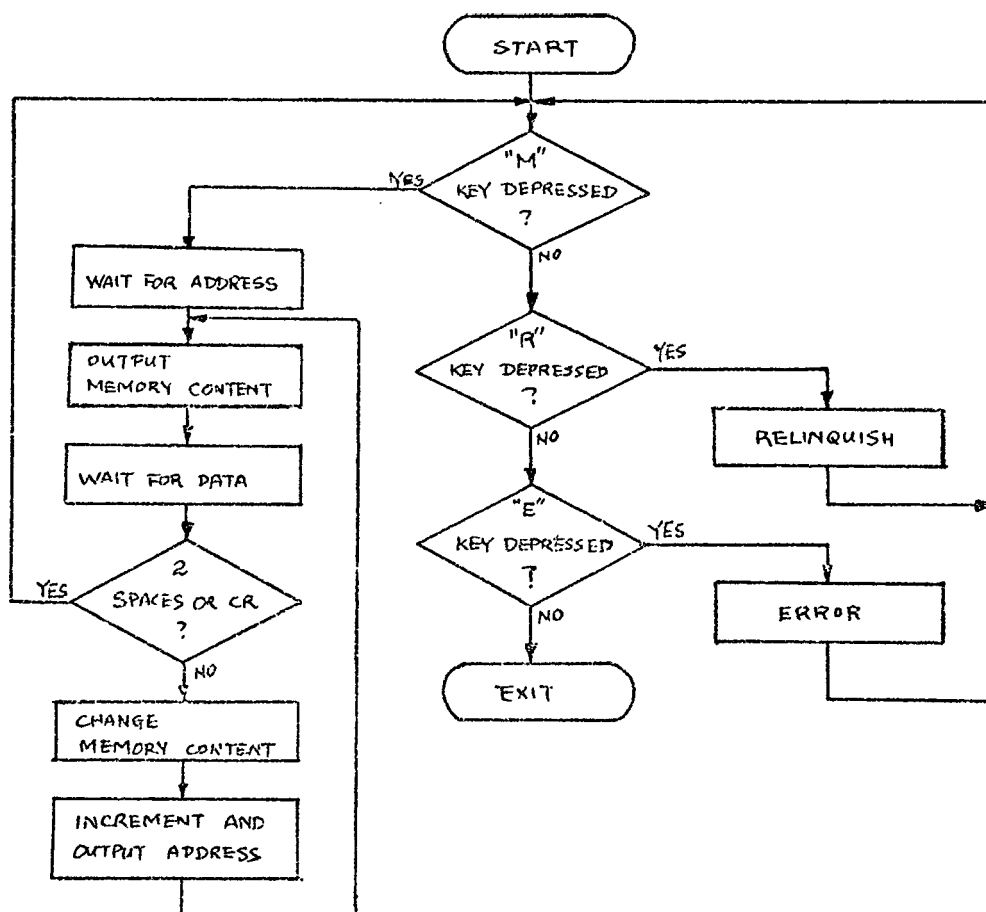 START
"M"
KEY DEPRESSED
?
YES
NO
WAIT FOR ADDRESS
OUTPUT
MEMORY CONTENT
WAIT FOR DATA
2
SPACES OR CR
?
YES
NO
CHANGE
MEMORY CONTENT
INCREMENT AND
OUTPUT ADDRESS
"R"
KEY DEPRESSED
?
YES
NO
RELINQUISH
"E"
KEY DEPRESSED
?
YES
NO
ERROR
EXIT